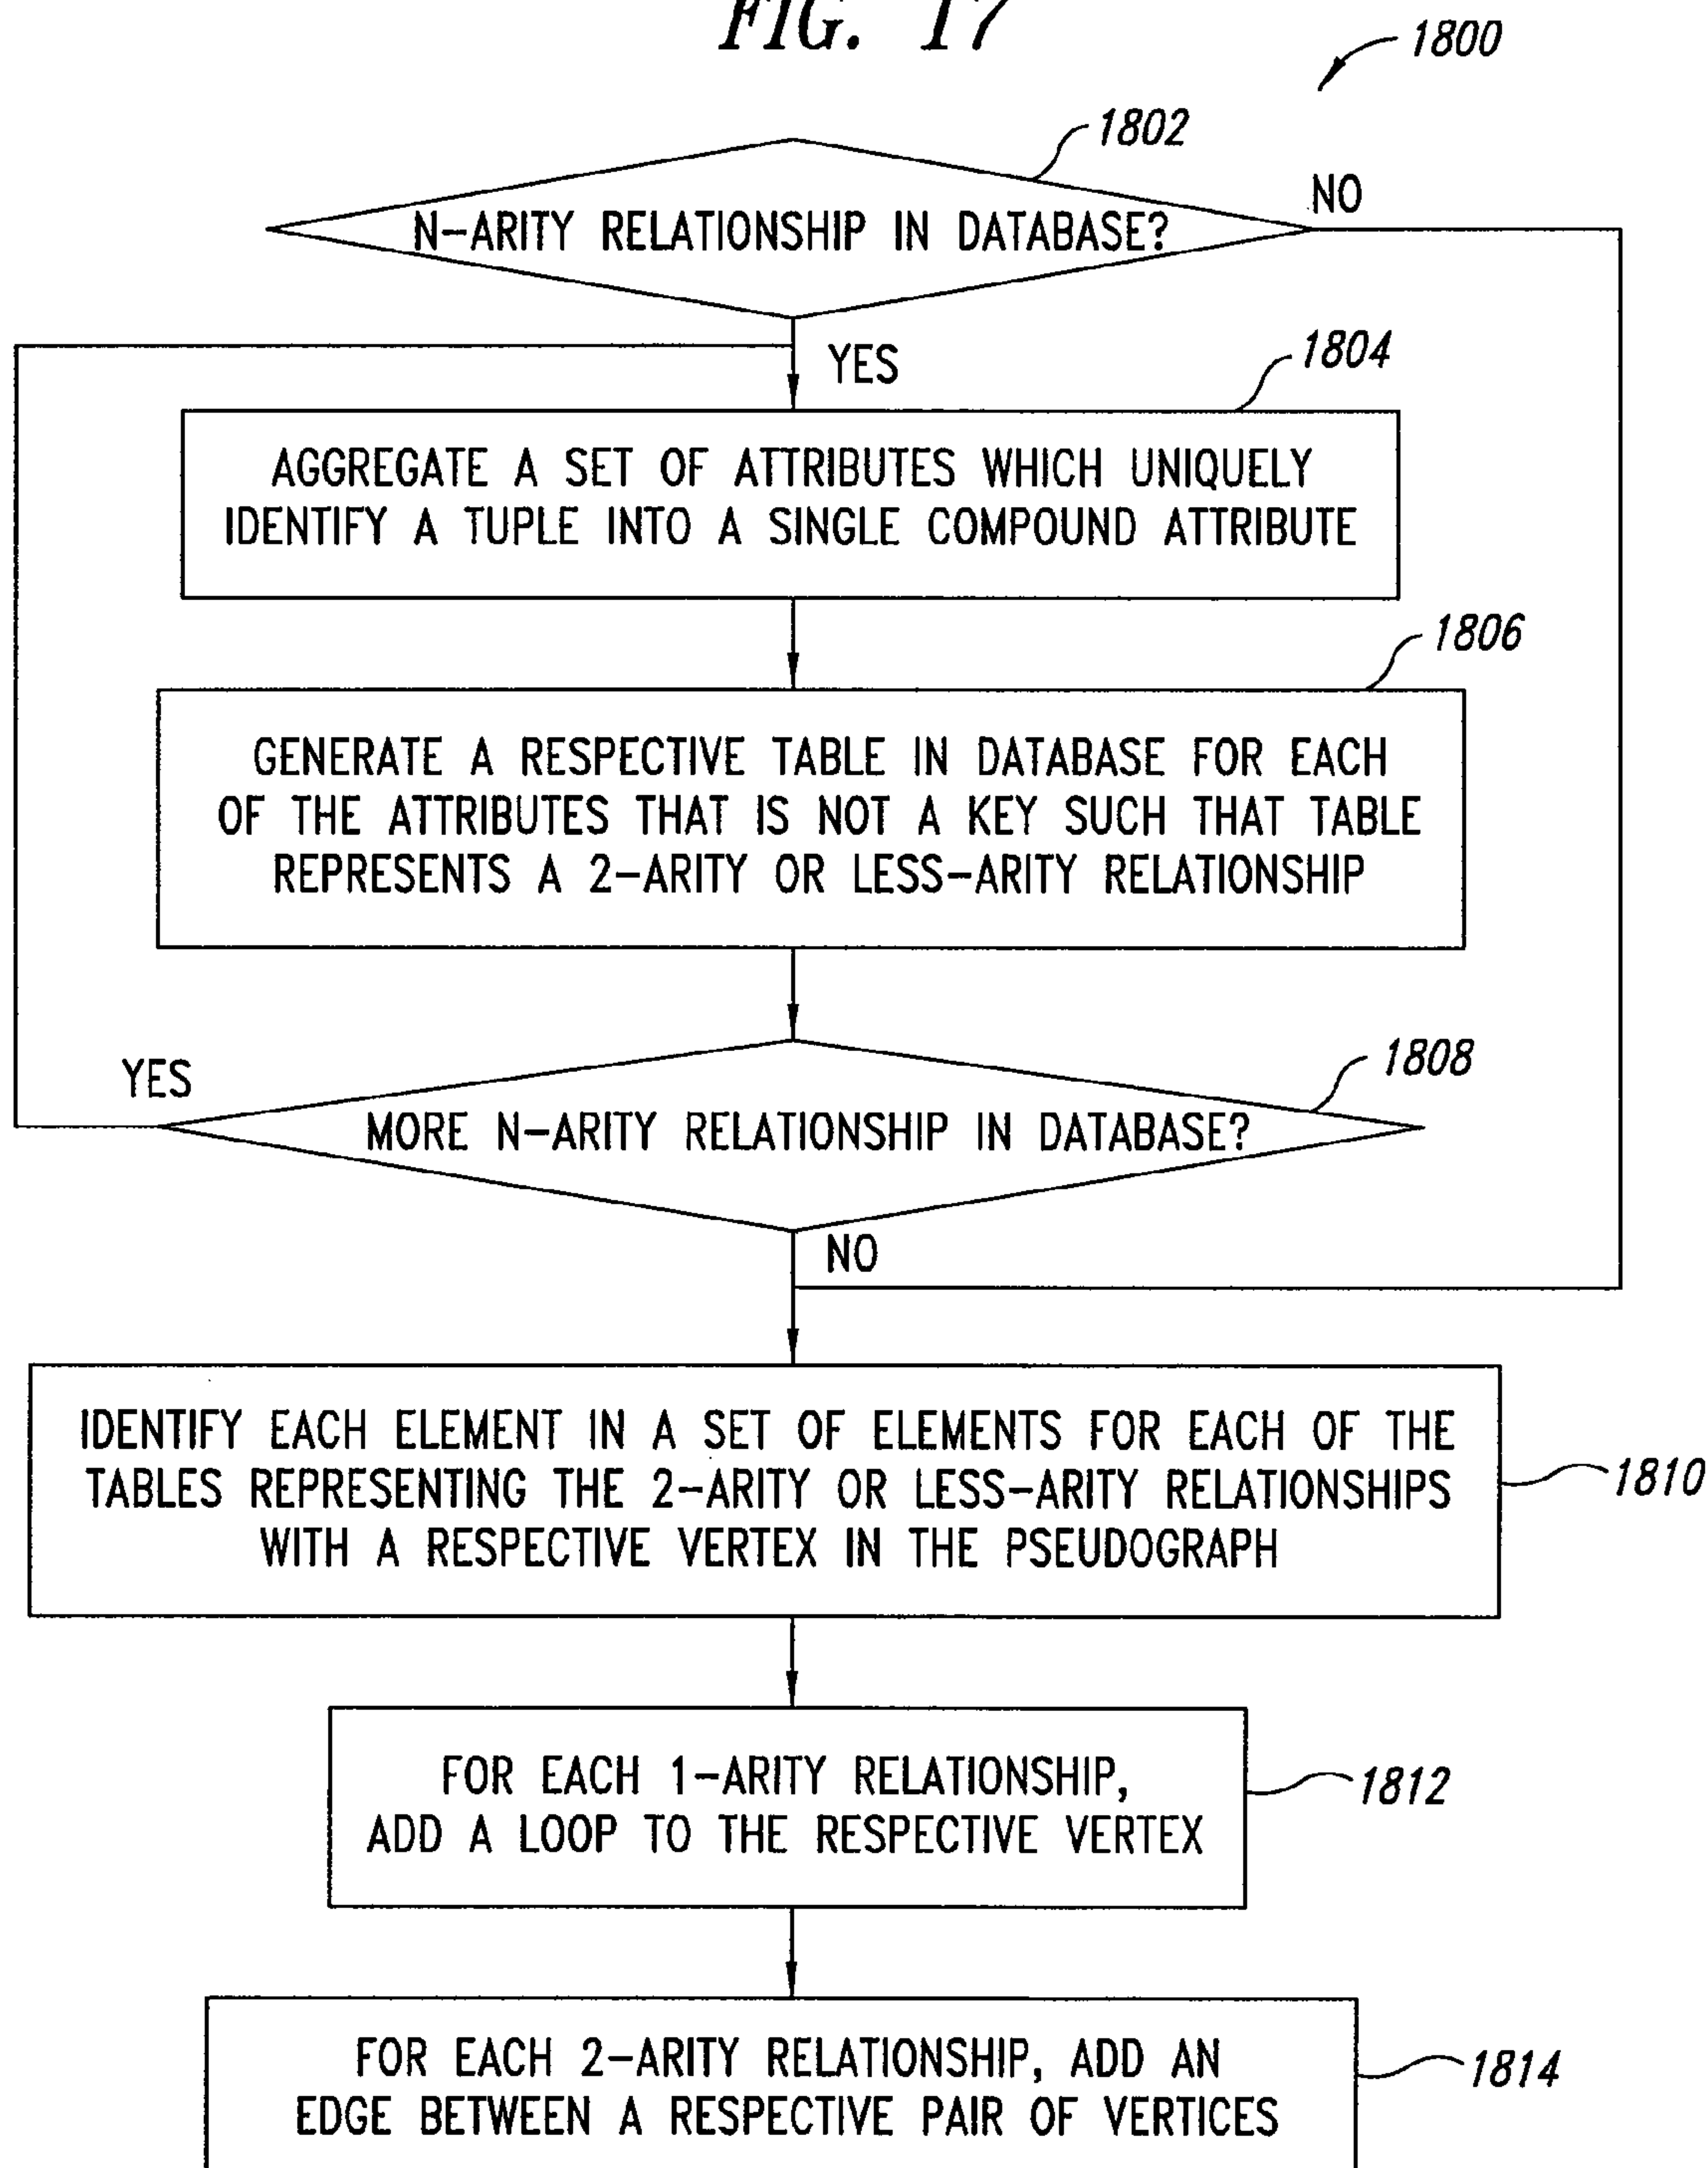 FIG. 17
1800
1802
N-ARITY RELATIONSHIP IN DATABASE?
NO
YES
1804
AGGREGATE A SET OF ATTRIBUTES WHICH UNIQUELY
IDENTIFY A TUPLE INTO A SINGLE COMPOUND ATTRIBUTE
1806
GENERATE A RESPECTIVE TABLE IN DATABASE FOR EACH
OF THE ATTRIBUTES THAT IS NOT A KEY SUCH THAT TABLE
REPRESENTS A 2-ARITY OR LESS-ARITY RELATIONSHIP
1808
YES
MORE N-ARITY RELATIONSHIP IN DATABASE?
NO
IDENTIFY EACH ELEMENT IN A SET OF ELEMENTS FOR EACH OF THE
TABLES REPRESENTING THE 2-ARITY OR LESS-ARITY RELATIONSHIPS
WITH A RESPECTIVE VERTEX IN THE PSEUDOGRAPH
1810
FOR EACH 1-ARITY RELATIONSHIP,
ADD A LOOP TO THE RESPECTIVE VERTEX
1812
FOR EACH 2-ARITY RELATIONSHIP, ADD AN
EDGE BETWEEN A RESPECTIVE PAIR OF VERTICES
1814